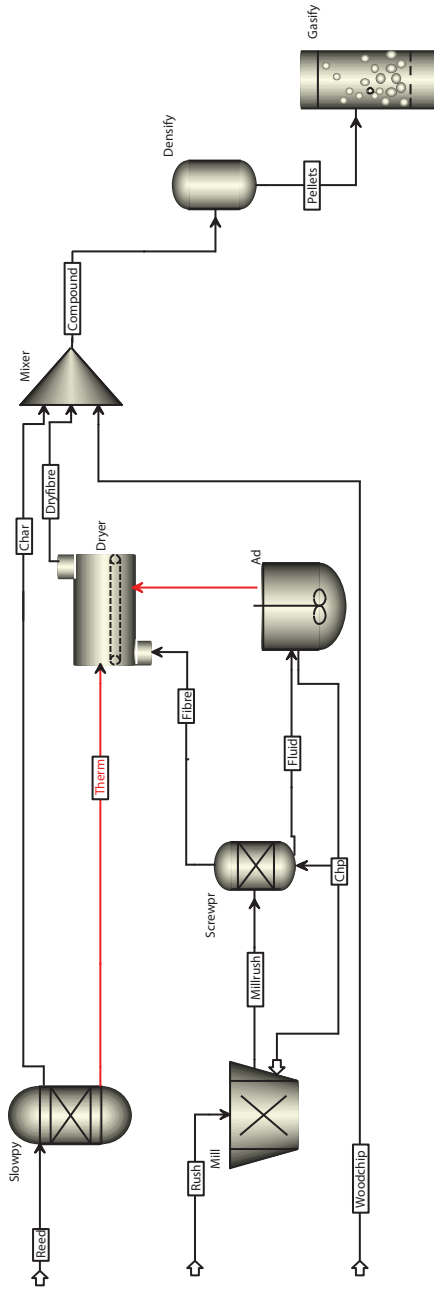 Reed
Slowpy
Char
Therm
Rush
Mill
Millrush
Screwpr
Fibre
Fluid
Chp
Ad
Dryer
Dryfibre
Woodchip
Mixer
Compound
Densify
Pellets
Gasify